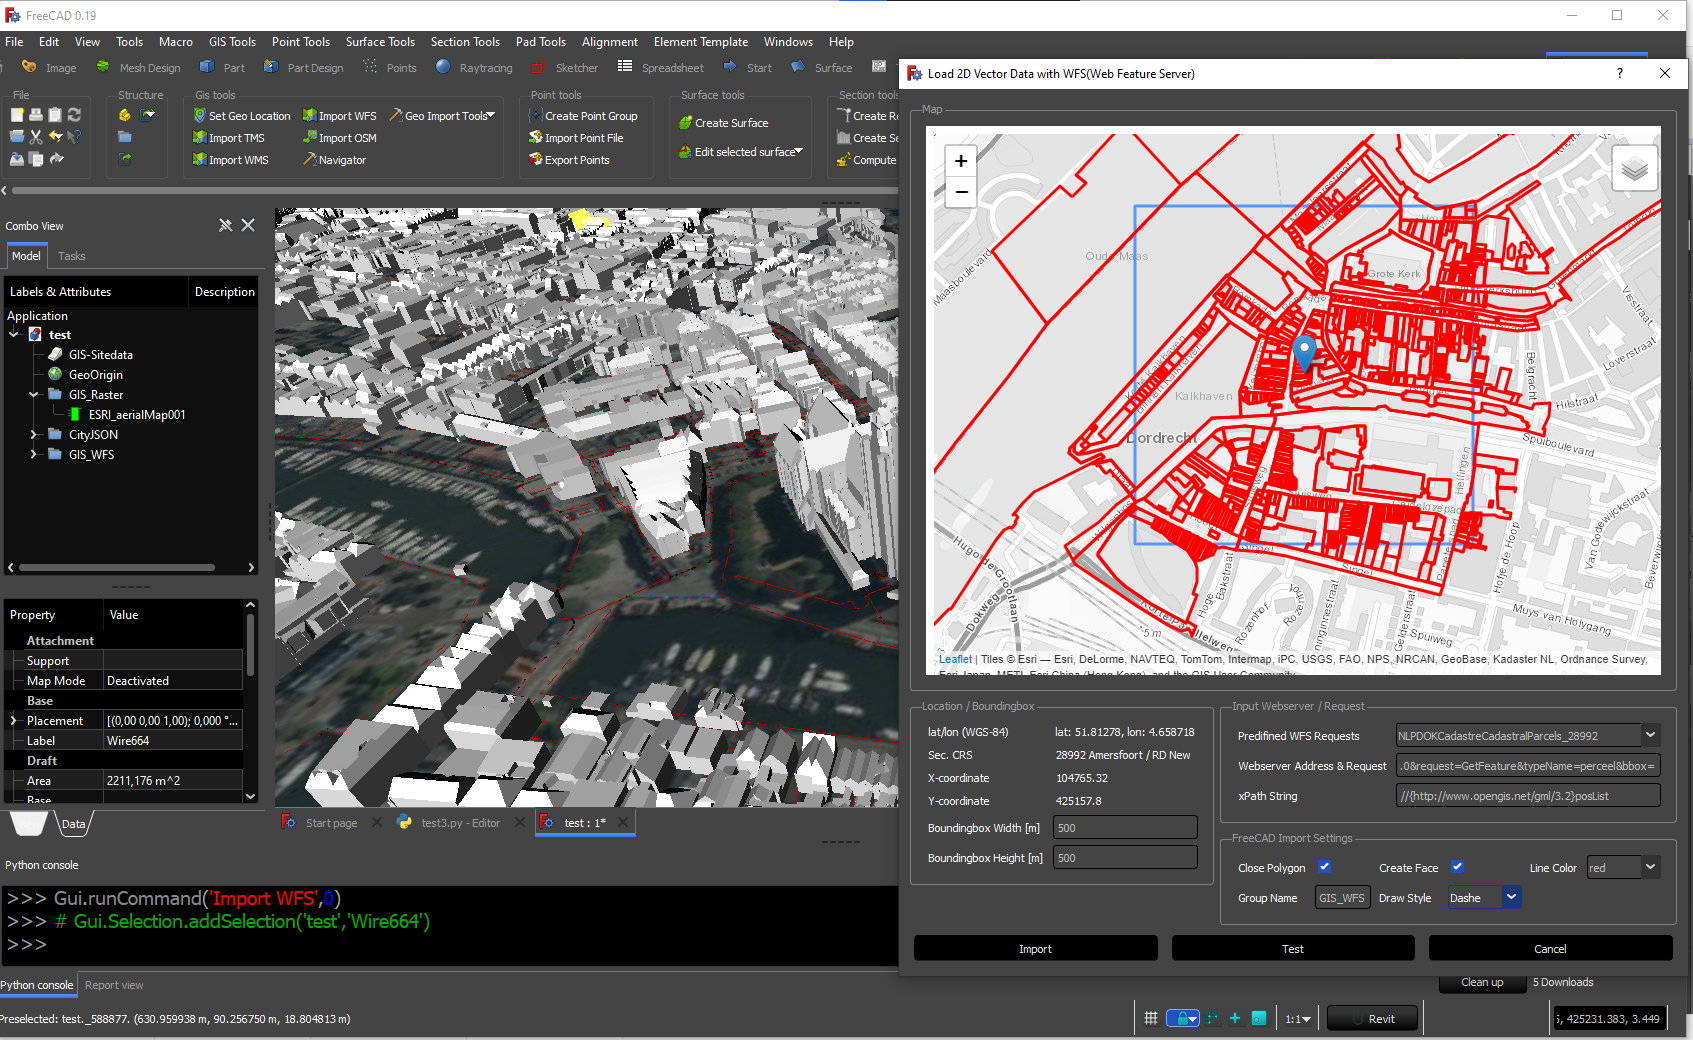 FreeCAD 0.19
File Edit View Tools Macro GIS Tools Point Tools Surface Tools Section Tools Pad Tools Alignment Element Template Windows Help
Image Mesh Design Part Part Design Points Raytracing Sketcher Spreadsheet Start Surface
File
Structure
Gis tools
Set Geo Location
Import WFS
Geo Import Tools
Import TMS
Import OSM
Import WMS
Navigator
Point tools
Create Point Group
Import Point File
Export Points
Surface tools
Create Surface
Edit selected surface
Section tools
Create
Create
Compute
Combo View
Model Tasks
Labels & Attributes Description
Application
test
GIS-Sitedata
GeoOrigin
GIS_Raster
ESRI_aerialMap001
CityJSON
GIS_WFS
Property Value
Attachment
Support
Map Mode Deactivated
Base
Placement [(0,00 0,00 1,00); 0,000 °...
Label Wire664
Draft
Area 2211,176 m^2
Base
Data
Start page
test3.py - Editor
test : 1*
Python console
>>> Gui.runCommand('Import WFS',0)
>>> # Gui.Selection.addSelection('test','Wire664')
>>>
Python console Report view
Preselected: test._588877. (630.959938 m, 90.256750 m, 18.804813 m)
Load 2D Vector Data with WFS(Web Feature Server)
?
Map
+
−
Maasboulevard
Oude Maas
Grote Kerk
Visstraat
Loverstraat
Belgracht
Hilstraat
Kalkhaven
Dordrecht
Spuiboulevard
Hellingen
Van Godewijckstraat
Hugo de Grootlaan
Dokweg
Singel
Singel
Hofje de Hoop
Bakstraat
Hoge
Rozenhof
Gelderstraat
Spuiweg
Muys van Holygang
5 m
Leaflet | Tiles © Esri — Esri, DeLorme, NAVTEQ, TomTom, Intermap, iPC, USGS, FAO, NPS, NRCAN, GeoBase, Kadaster NL, Ordnance Survey,
Esri Japan, METI, Esri China (Hong Kong), and the GIS User Community
Location / Boundingbox
lat/lon (WGS-84) lat: 51.81278, lon: 4.658718
Sec. CRS 28992 Amersfoort / RD New
X-coordinate 104765.32
Y-coordinate 425157.8
Boundingbox Width [m] 500
Boundingbox Height [m] 500
Input Webserver / Request
Predifined WFS Requests NLPDOKCadastreCadastralParcels_28992
Webserver Address & Request .0&request=GetFeature&typeName=perceel&bbox=
xPath String //{http://www.opengis.net/gml/3.2}posList
FreeCAD Import Settings
Close Polygon Create Face Line Color red
Group Name GIS_WFS Draw Style Dashe
Import Test Cancel
Clean up 5 Downloads
1:1 Revit 425231.383, 3.449